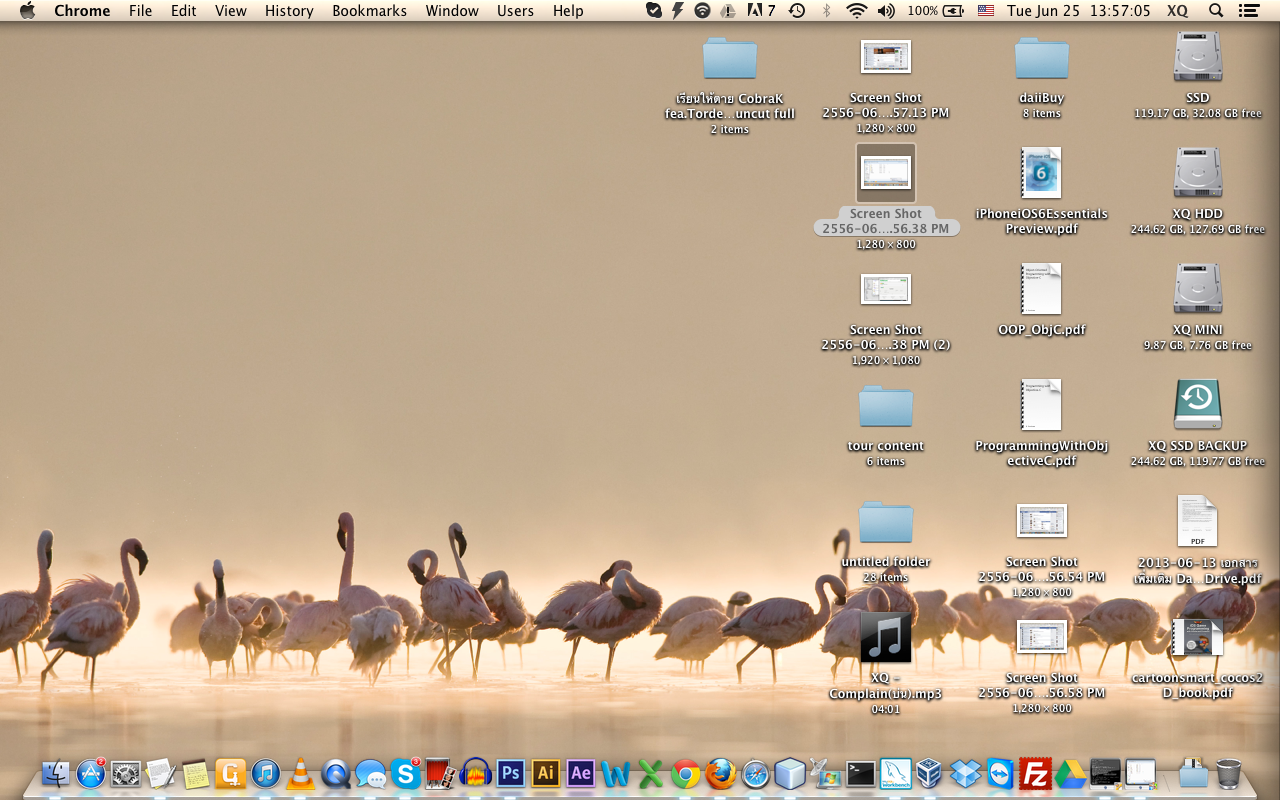 Chrome File Edit View History Bookmarks Window Users Help 7 100% Tue Jun 25 13:57:05 XQ
เรียนให้ตาย CobraK
fea.Torde...uncut full
2 items
Screen Shot
2556-06....57.13 PM
1,280 × 800
daiiBuy
8 items
SSD
119.17 GB, 32.08 GB free
Screen Shot
2556-06....56.38 PM
1,280 × 800
iPhoneiOS6Essentials
Preview.pdf
XQ HDD
244.62 GB, 127.69 GB free
Screen Shot
2556-06....38 PM (2)
1,920 × 1,080
OOP_ObjC.pdf
XQ MINI
9.87 GB, 7.76 GB free
tour content
6 items
ProgrammingWithObj
ectiveC.pdf
XQ SSD BACKUP
244.62 GB, 119.77 GB free
untitled folder
28 items
Screen Shot
2556-06....56.54 PM
1,280 × 800
PDF
2013-06-13 เอกสาร
เพิ่มเติม Da...Drive.pdf
XQ -
Complain(บ่น).mp3
04:01
Screen Shot
2556-06....56.58 PM
1,280 × 800
cartoonsmart_cocos2
D_book.pdf
2
3
Ps
Ai
Ae
Workbench
Fz